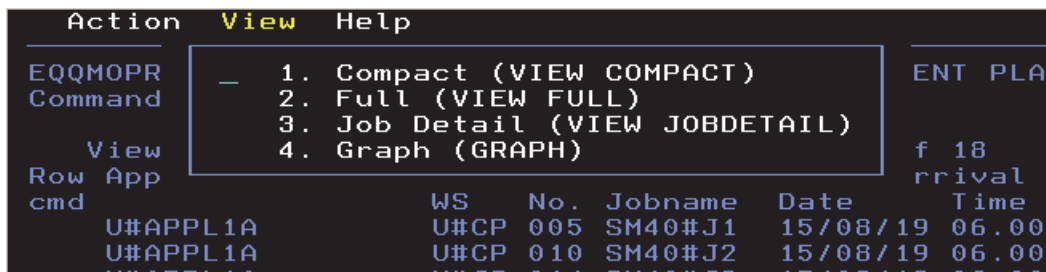 Action View Help
EQQMOPR _ 1. Compact (VIEW COMPACT) ENT PLA
Command 2. Full (VIEW FULL)
3. Job Detail (VIEW JOBDETAIL)
View 4. Graph (GRAPH) f 18
Row App rrival
cmd WS No. Jobname Date Time
U#APPL1A U#CP 005 SM40#J1 15/08/19 06.00
U#APPL1A U#CP 010 SM40#J2 15/08/19 06.00